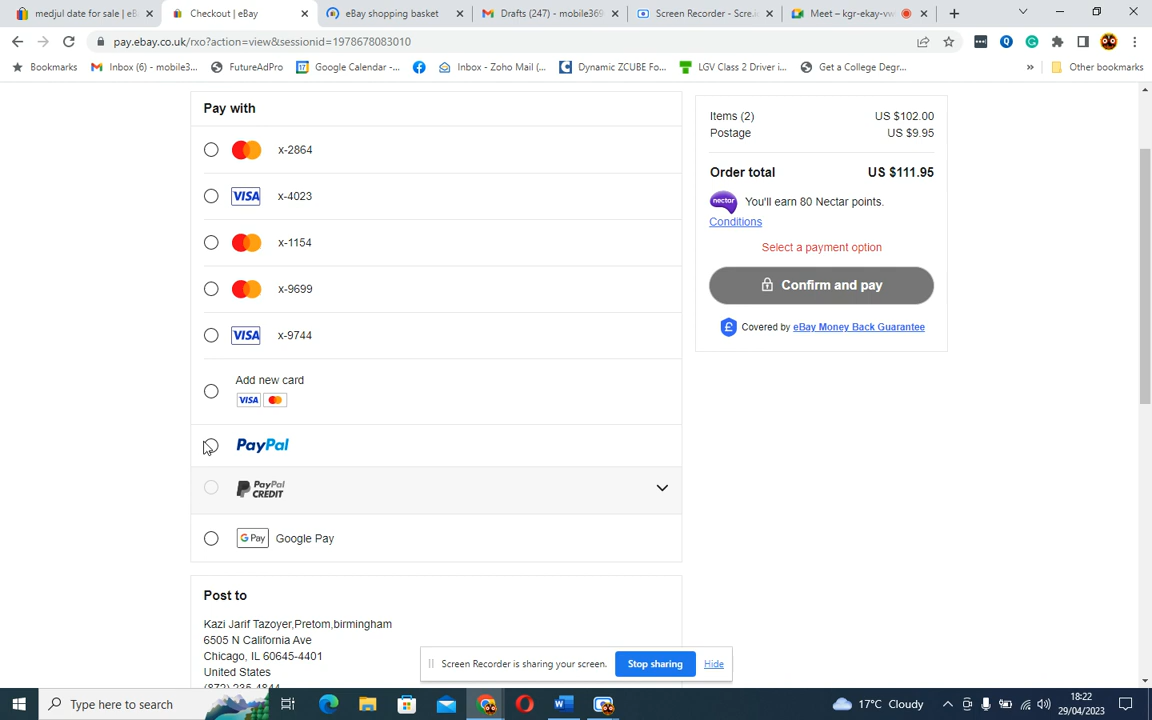 medjul date for sale | eB
Checkout | eBay
eBay shopping basket
Drafts (247) - mobile369
Screen Recorder - Scre
Meet – kgr-ekay-vw
pay.ebay.co.uk/rxo?action=view&sessionid=1978678083010
Bookmarks
Inbox (6) - mobile3...
FutureAdPro
Google Calendar -...
Inbox - Zoho Mail (...
Dynamic ZCUBE Fo...
LGV Class 2 Driver i...
Get a College Degr...
»
Other bookmarks
Pay with
x-2864
VISA x-4023
x-1154
x-9699
VISA x-9744
Add new card
VISA
PayPal
PayPal CREDIT
G Pay Google Pay
Items (2) US $102.00
Postage US $9.95
Order total US $111.95
nectar You'll earn 80 Nectar points.
Conditions
Select a payment option
Confirm and pay
£ Covered by eBay Money Back Guarantee
Post to
Kazi Jarif Tazoyer,Pretom,birmingham
6505 N California Ave
Chicago, IL 60645-4401
United States
(872) 236-4844
Screen Recorder is sharing your screen.
Stop sharing
Hide
Type here to search
17°C Cloudy
18:22
29/04/2023